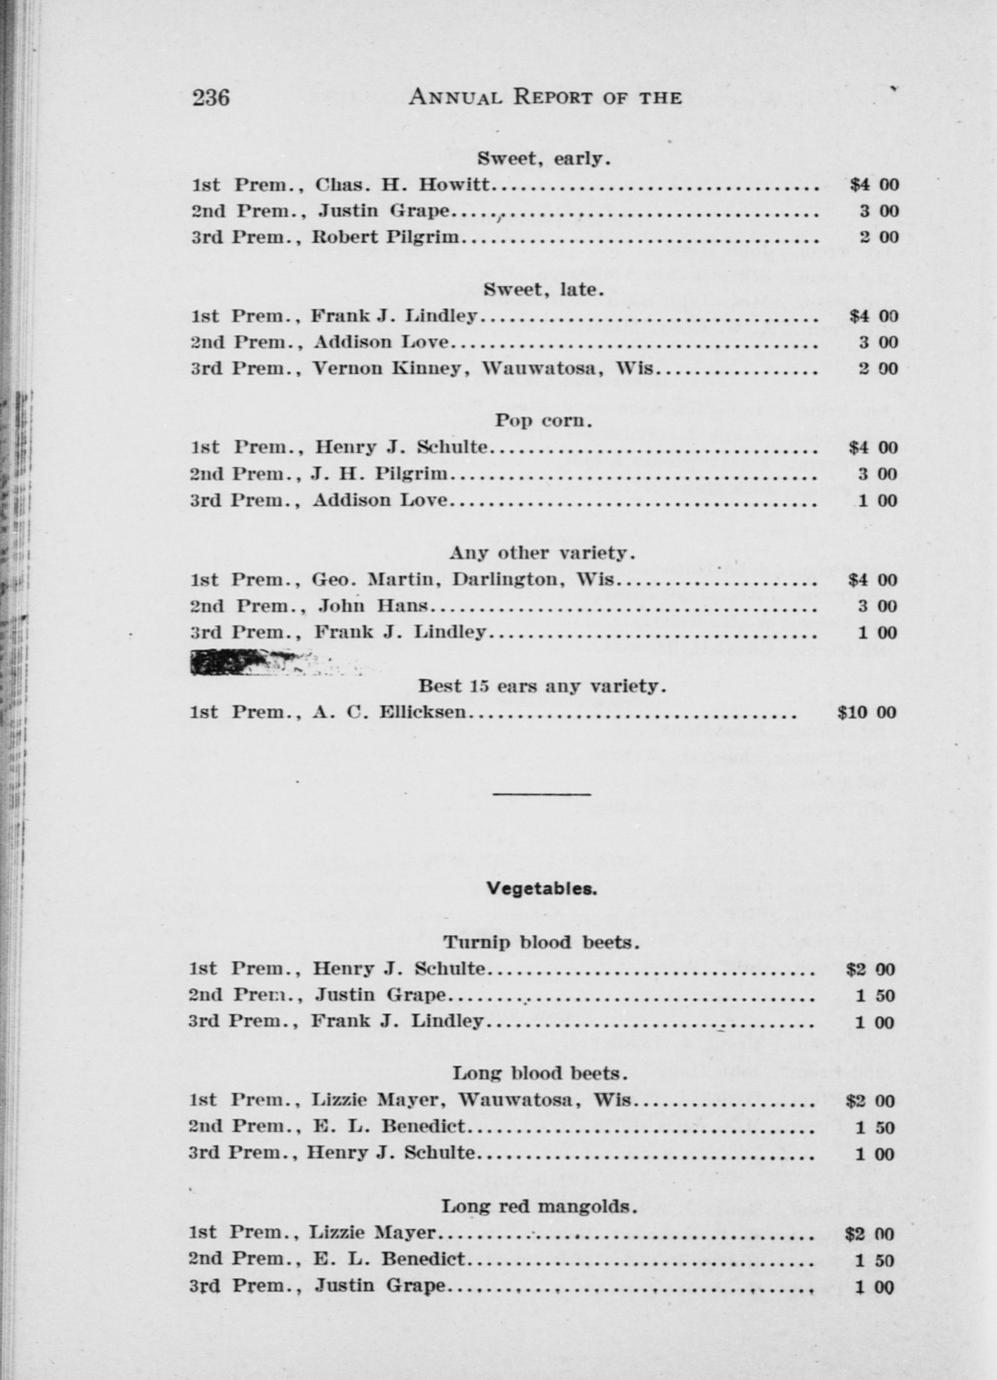 236 ANNUAL REPORT OF THE
Sweet, early.
1st Prem., Chas. H. Howitt.................................. $4 00
2nd Prem., Justin Grape...................................... 3 00
3rd Prem., Robert Pilgrim..................................... 2 00
Sweet, late.
1st Prem., Frank J. Lindley................................... $4 00
2nd Prem., Addison Love...................................... 3 00
3rd Prem., Vernon Kinney, Wauwatosa, Wis................. 2 00
Pop corn.
1st Prem., Henry J. Schulte.................................. $4 00
2nd Prem., J. H. Pilgrim...................................... 3 00
3rd Prem., Addison Love...................................... 1 00
Any other variety.
1st Prem., Geo. Martin, Darlington, Wis..................... $4 00
2nd Prem., John Hans........................................ 3 00
3rd Prem., Frank J. Lindley.................................. 1 00
Best 15 ears any variety.
1st Prem., A. C. Ellicksen.................................. $10 00
Vegetables.
Turnip blood beets.
1st Prem., Henry J. Schulte.................................. $2 00
2nd Prem., Justin Grape...................................... 1 50
3rd Prem., Frank J. Lindley.................................. 1 00
Long blood beets.
1st Prem., Lizzie Mayer, Wauwatosa, Wis................... $2 00
2nd Prem., E. L. Benedict.................................... 1 50
3rd Prem., Henry J. Schulte................................... 1 00
Long red mangolds.
1st Prem., Lizzie Mayer....................................... $2 00
2nd Prem., E. L. Benedict.................................... 1 50
3rd Prem., Justin Grape...................................... 1 00